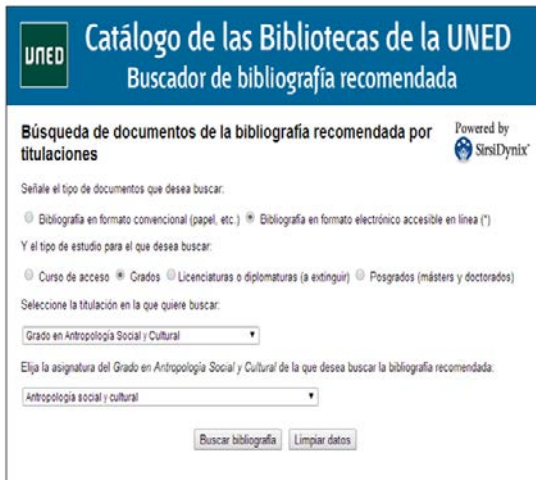 UNED
Catálogo de las Bibliotecas de la UNED
Buscador de bibliografía recomendada
Búsqueda de documentos de la bibliografía recomendada por
titulaciones
Powered by
SirsiDynix
Señale el tipo de documentos que desea buscar:
Bibliografía en formato convencional (papel, etc.) Bibliografía en formato electrónico accesible en línea (*)
Y el tipo de estudio para el que desea buscar:
Curso de acceso Grados Licenciaturas o diplomaturas (a extinguir) Posgrados (másters y doctorados)
Seleccione la titulación en la que quiere buscar:
Grado en Antropología Social y Cultural
Elija la asignatura del Grado en Antropología Social y Cultural de la que desea buscar la bibliografía recomendada:
Antropología social y cultural
Buscar bibliografía Limpiar datos